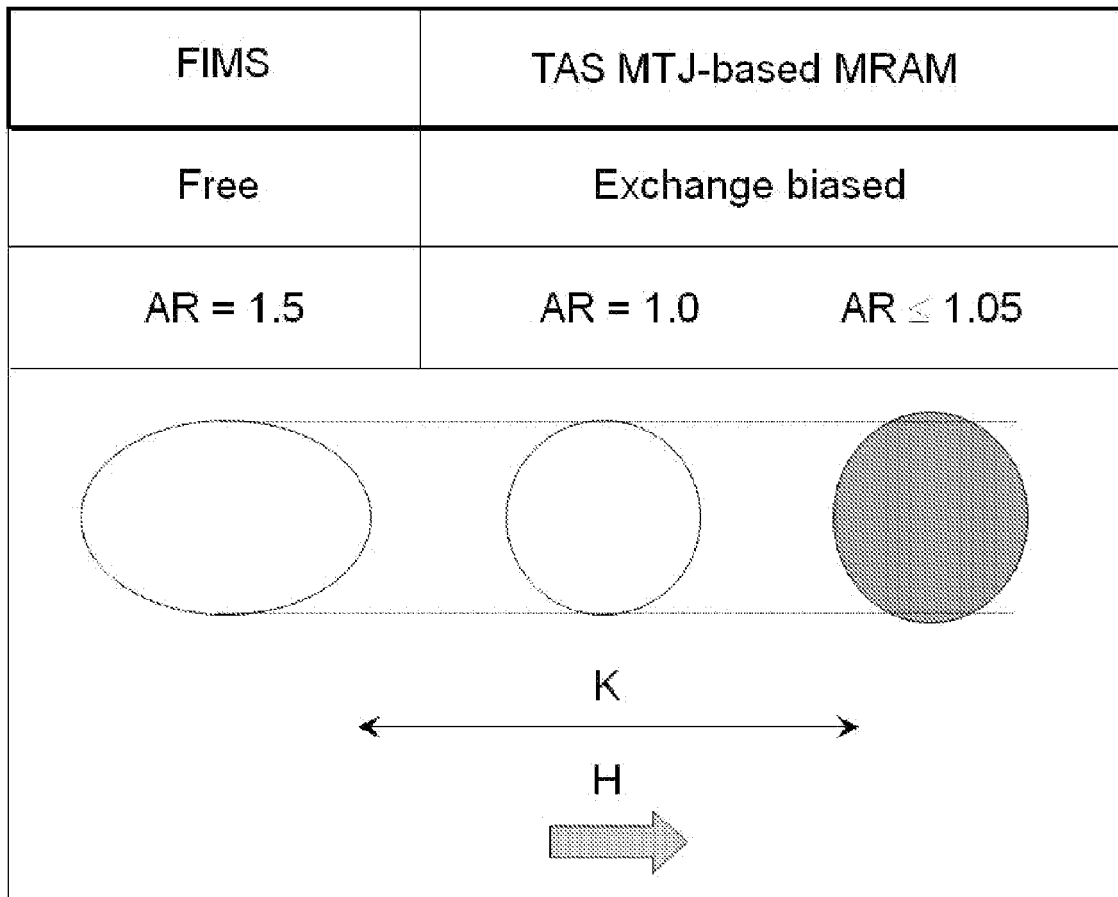 FIMS TAS MTJ-based MRAM
Free Exchange biased
AR = 1.5 AR = 1.0 AR ≤ 1.05
K
H